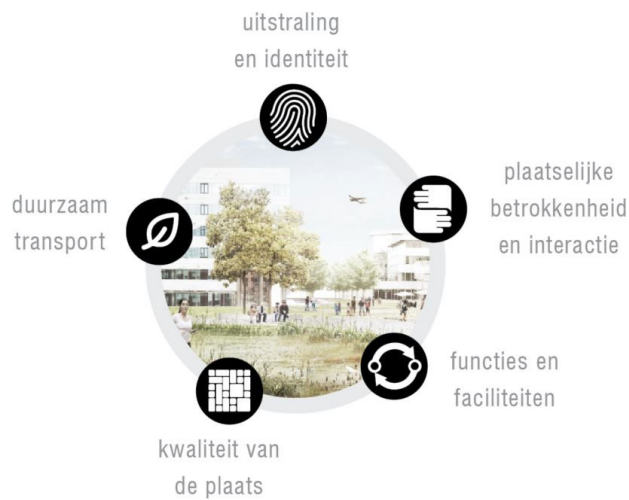 uitstraling
en identiteit
plaatselijke
betrokkenheid
en interactie
duurzaam
transport
functies en
faciliteiten
kwaliteit van
de plaats